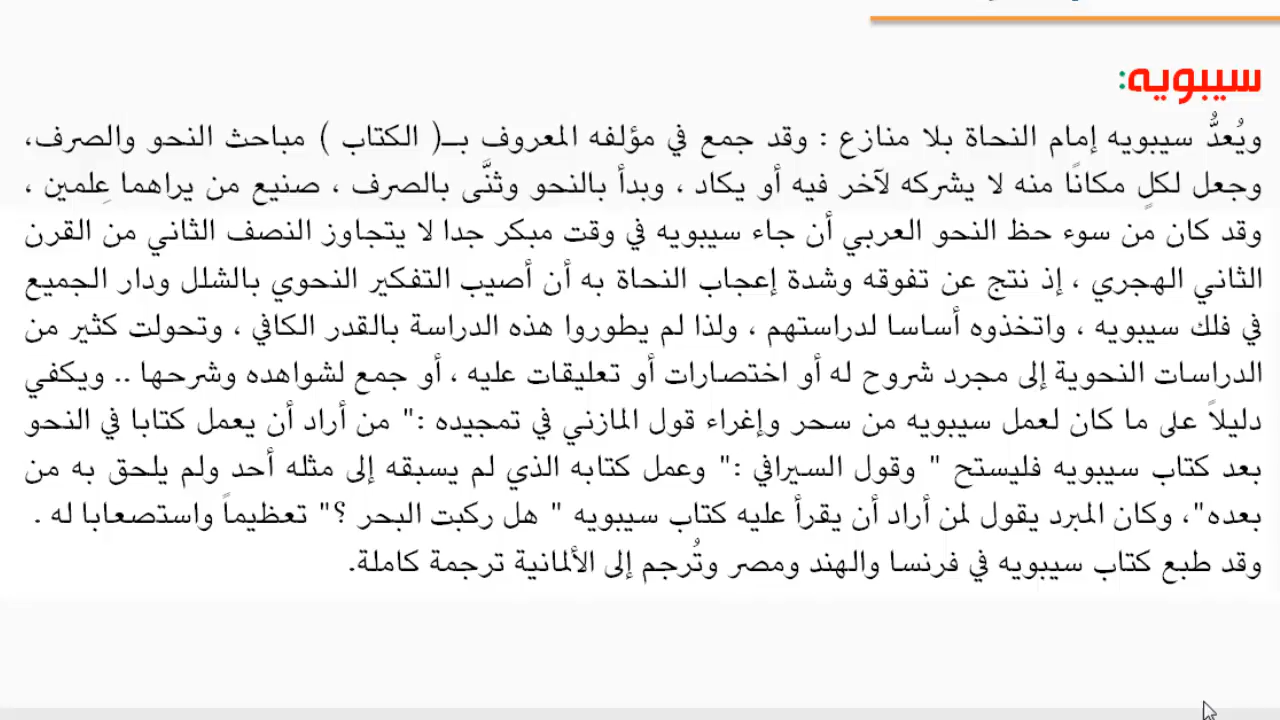 سيبويه:
ويُعدُّ سيبويه إمام النحاة بلا منازع : وقد جمع في مؤلفه المعروف بـ( الكتاب ) مباحث النحو والصرف،
وجعل لكلٍ مكانًا منه لا يشركه لآخر فيه أو يكاد ، وبدأ بالنحو وثنَّى بالصرف ، صنيع من يراهما عِلمين ،
وقد كان من سوء حظ النحو العربي أن جاء سيبويه في وقت مبكر جدا لا يتجاوز النصف الثاني من القرن
الثاني الهجري ، إذ نتج عن تفوقه وشدة إعجاب النحاة به أن أصيب التفكير النحوي بالشلل ودار الجميع
في فلك سيبويه ، واتخذوه أساسا لدراستهم ، ولذا لم يطوروا هذه الدراسة بالقدر الكافي ، وتحولت كثير من
الدراسات النحوية إلى مجرد شروح له أو اختصارات أو تعليقات عليه ، أو جمع لشواهده وشرحها .. ويكفي
دليلاً على ما كان لعمل سيبويه من سحر وإغراء قول المازني في تمجيده :" من أراد أن يعمل كتابا في النحو
بعد كتاب سيبويه فليستح " وقول السيرافي :" وعمل كتابه الذي لم يسبقه إلى مثله أحد ولم يلحق به من
بعده"، وكان المبرد يقول لمن أراد أن يقرأ عليه كتاب سيبويه " هل ركبت البحر ؟" تعظيماً واستصعابا له .
وقد طبع كتاب سيبويه في فرنسا والهند ومصر وتُرجم إلى الألمانية ترجمة كاملة.